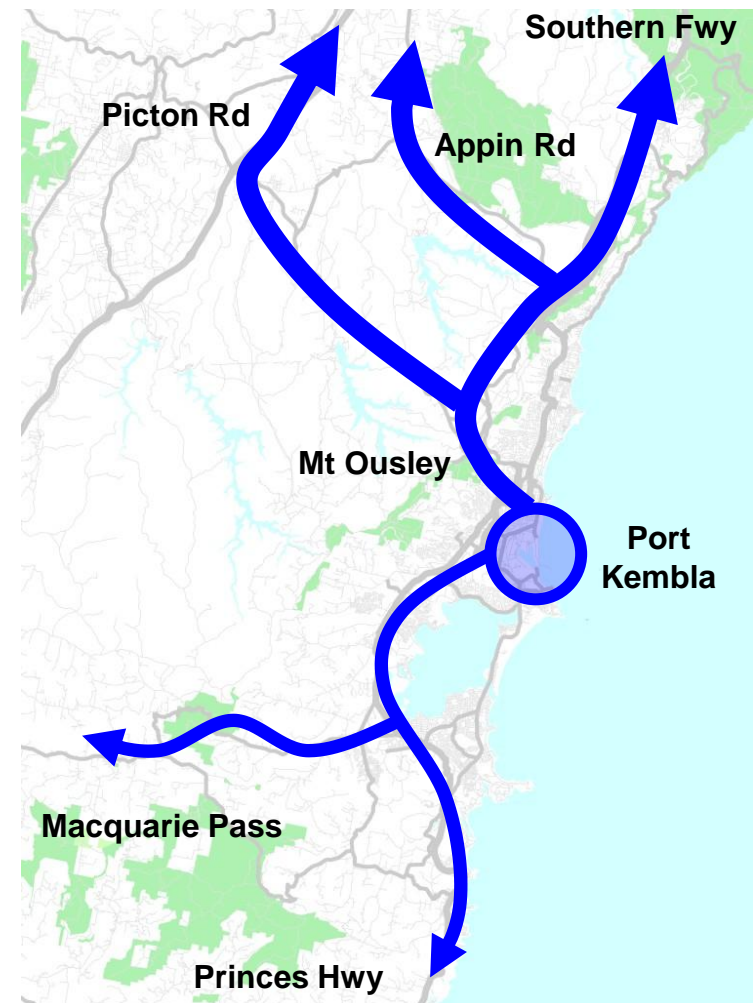 Southern Fwy
Picton Rd
Appin Rd
Mt Ousley
Port
Kembla
Macquarie Pass
Princes Hwy